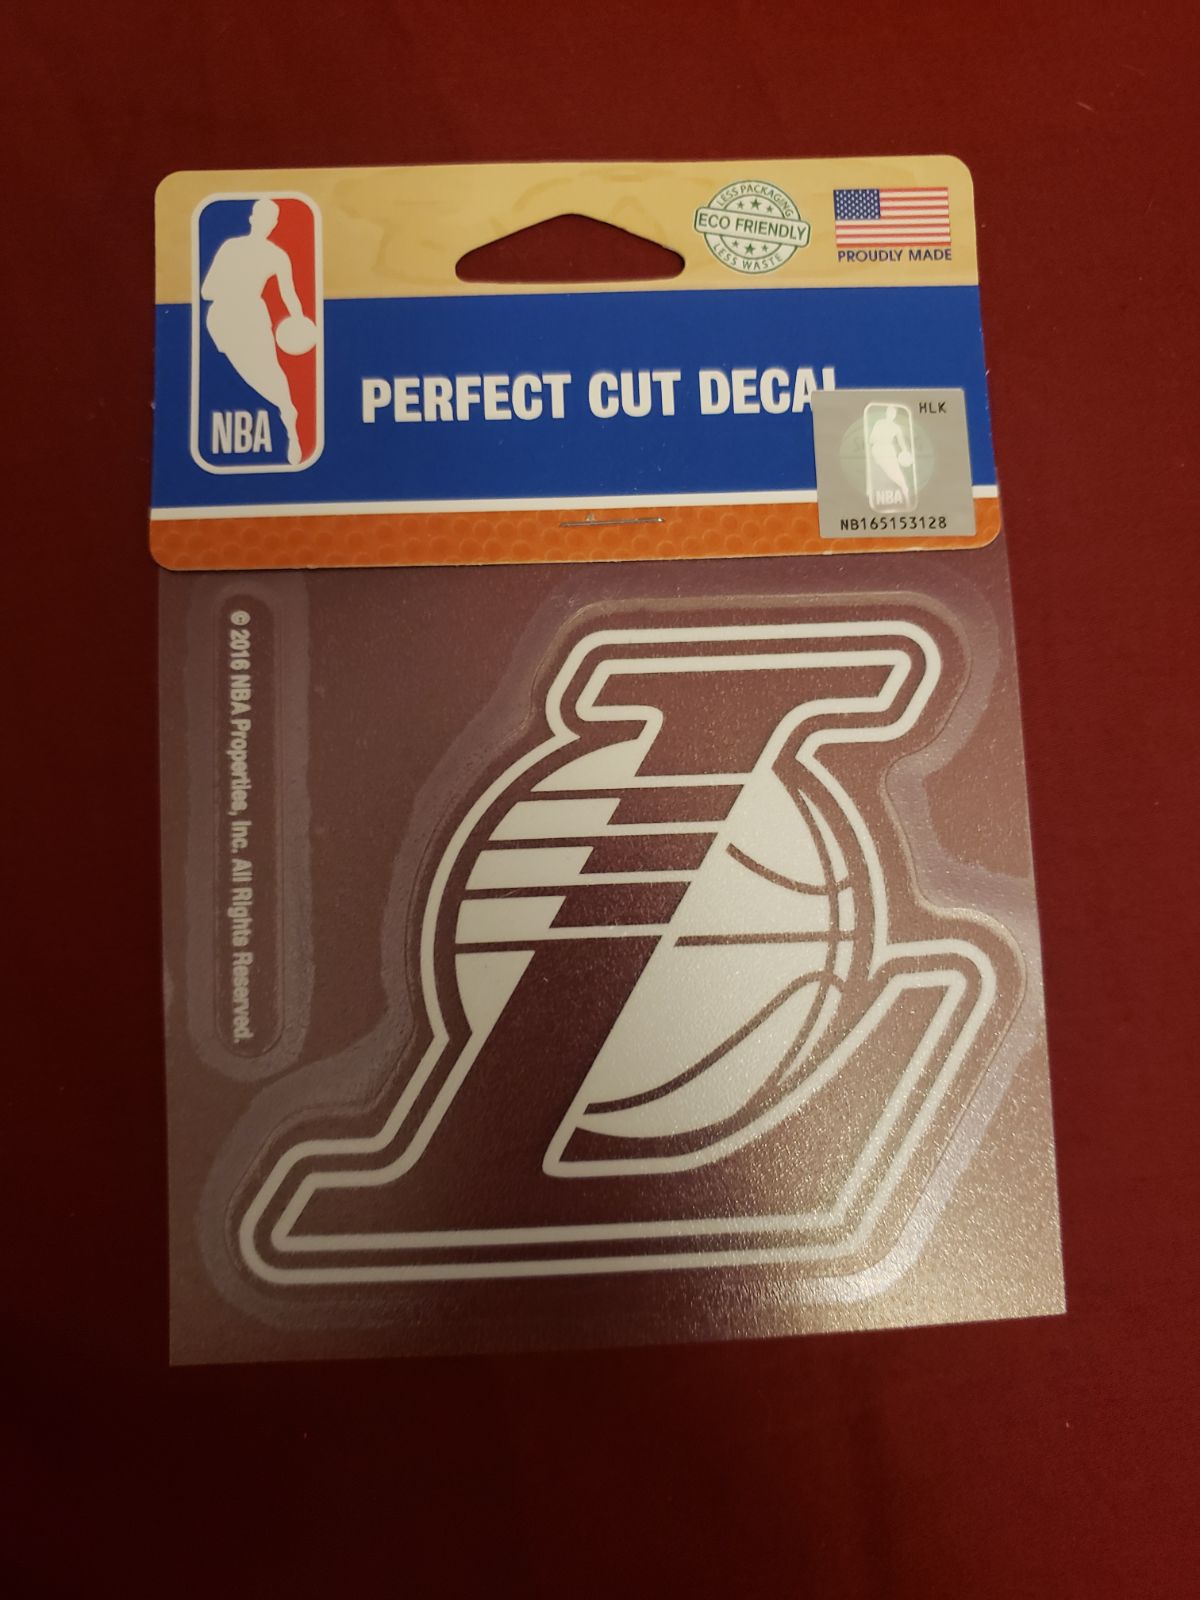 LESS PACKAGING
ECO FRIENDLY
LESS WASTE
PROUDLY MADE
NBA
PERFECT CUT DECAL
HLK
NBA
NB165153128
© 2016 NBA Properties, Inc. All Rights Reserved.
L